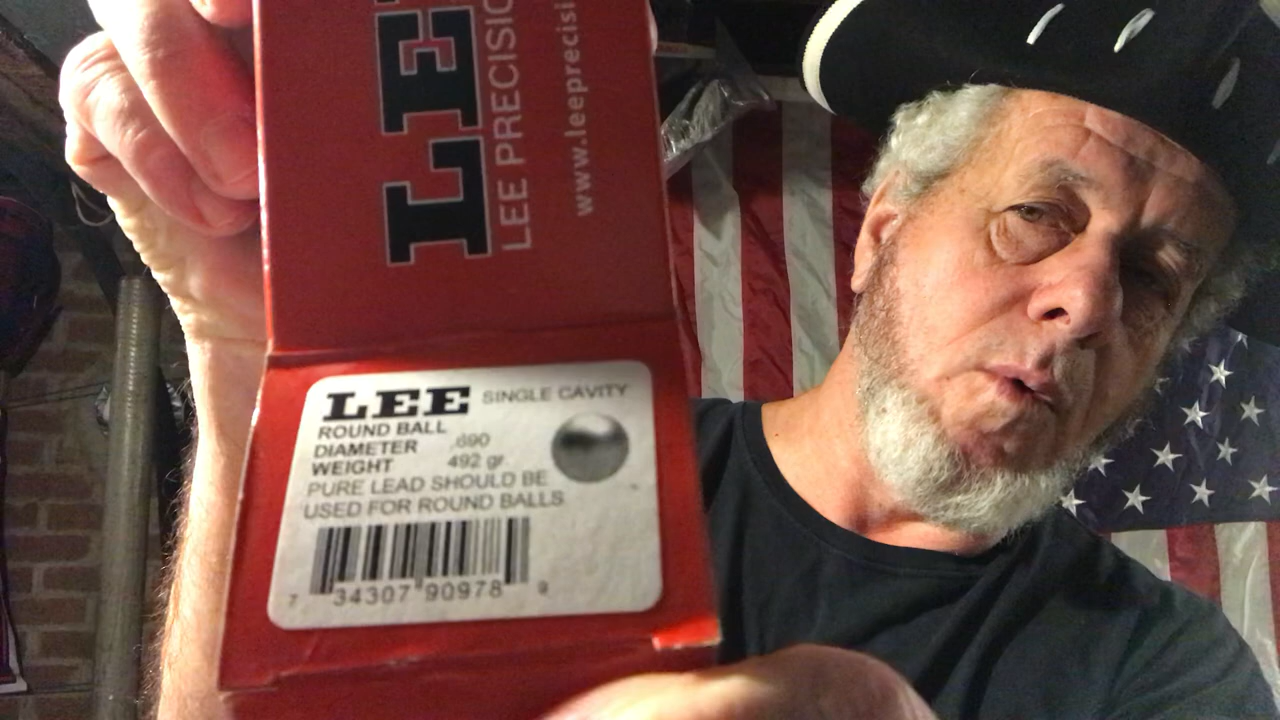 LEE
LEE PRECISIO
www.leeprecisi
LEE SINGLE CAVITY
ROUND BALL
DIAMETER .690
WEIGHT 492 gr.
PURE LEAD SHOULD BE
USED FOR ROUND BALLS
7 34307 90978 9